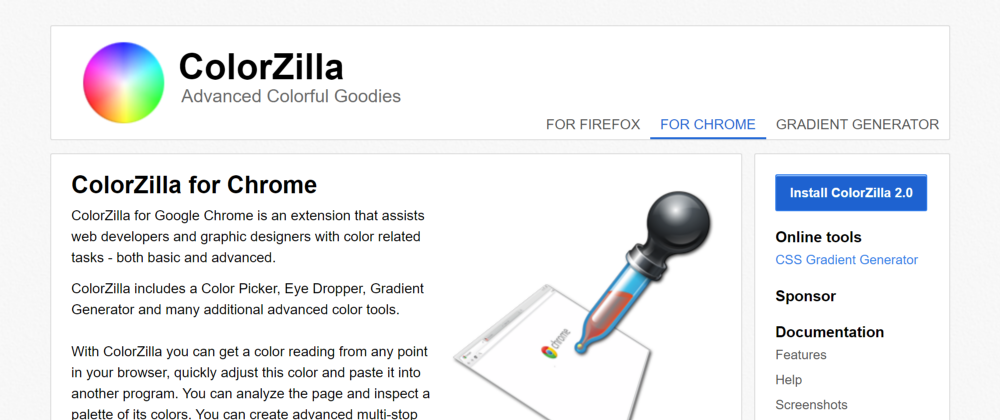 ColorZilla
Advanced Colorful Goodies
FOR FIREFOX
FOR CHROME
GRADIENT GENERATOR
ColorZilla for Chrome
ColorZilla for Google Chrome is an extension that assists
web developers and graphic designers with color related
tasks - both basic and advanced.
ColorZilla includes a Color Picker, Eye Dropper, Gradient
Generator and many additional advanced color tools.
With ColorZilla you can get a color reading from any point
in your browser, quickly adjust this color and paste it into
another program. You can analyze the page and inspect a
palette of its colors. You can create advanced multi-stop
chrome
Install ColorZilla 2.0
Online tools
CSS Gradient Generator
Sponsor
Documentation
Features
Help
Screenshots